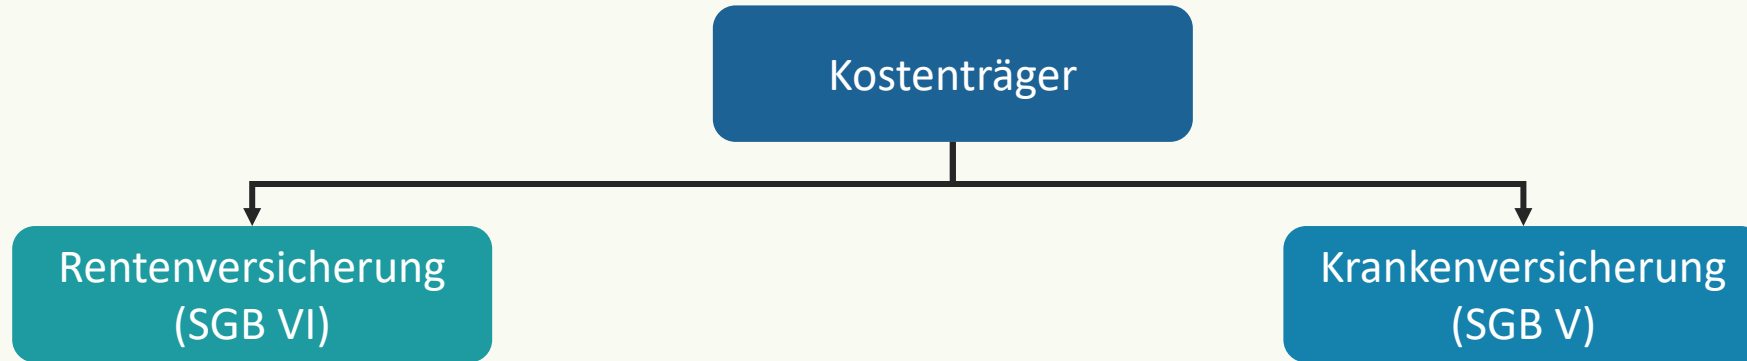 Kostenträger
Rentenversicherung
(SGB VI)
Krankenversicherung
(SGB V)